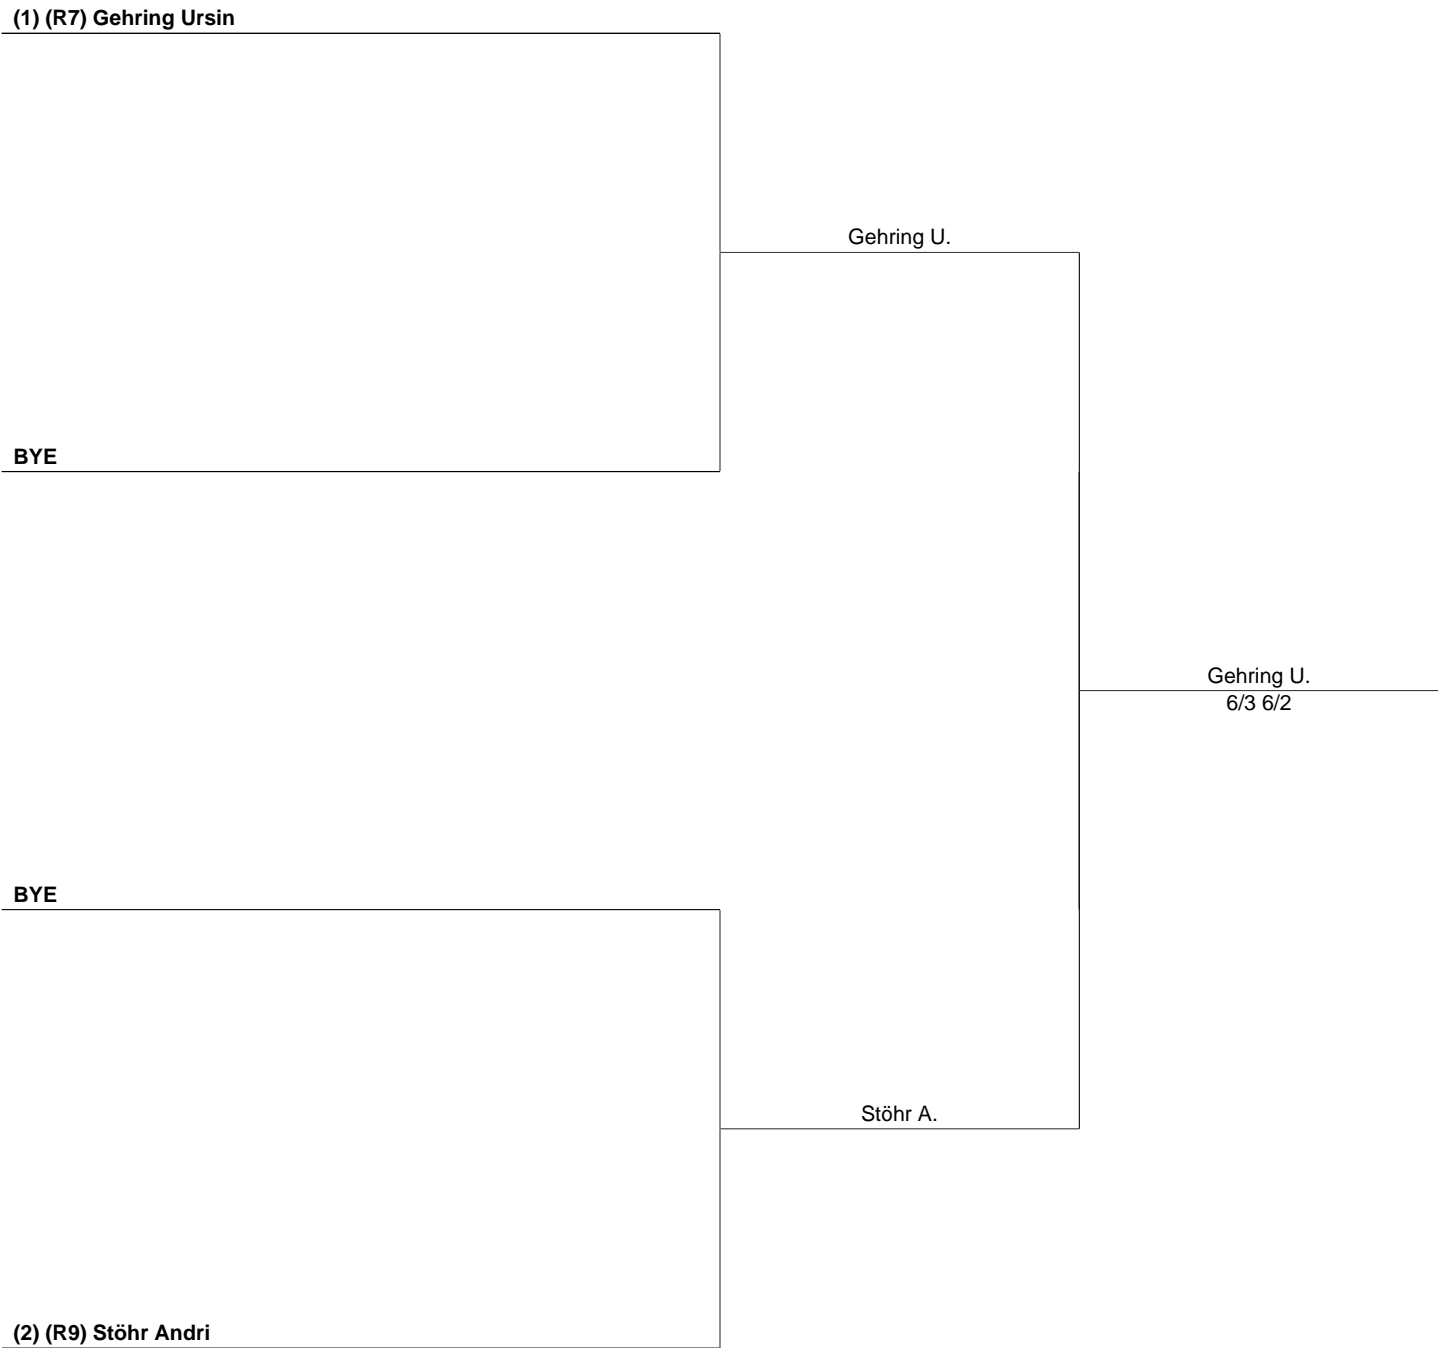 (1) (R7) Gehring Ursin
Gehring U.
BYE
Gehring U.
6/3 6/2
BYE
Stöhr A.
(2) (R9) Stöhr Andri